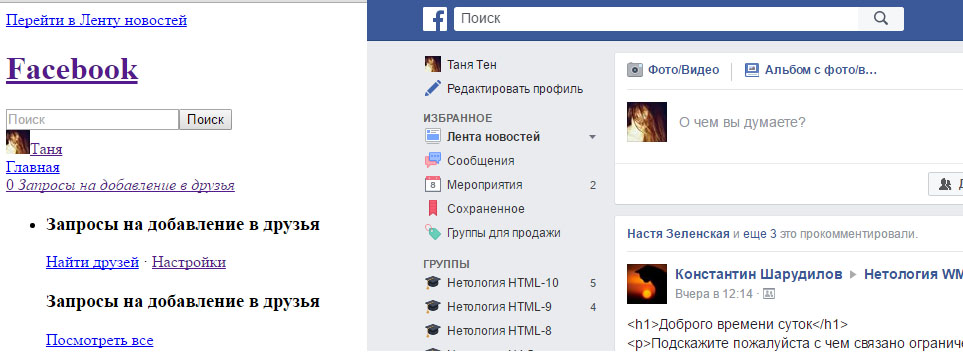 Перейти в Ленту новостей
Facebook
Поиск Поиск
Таня
Главная
0 Запросы на добавление в друзья
Запросы на добавление в друзья
Найти друзей · Настройки
Запросы на добавление в друзья
Посмотреть все
f Поиск
Таня Тен
Редактировать профиль
ИЗБРАННОЕ
Лента новостей
Сообщения
8 Мероприятия 2
Сохраненное
Группы для продажи
ГРУППЫ
Нетология HTML-10 5
Нетология HTML-9 4
Нетология HTML-8
Фото/Видео Альбом с фото/в...
О чем вы думаете?
Настя Зеленская и еще 3 это прокомментировали.
Константин Шарудилов Нетология WM
Вчера в 12:14 ·
<h1>Доброго времени суток</h1>
<p>Подскажите пожалуйста с чем связано ограниче